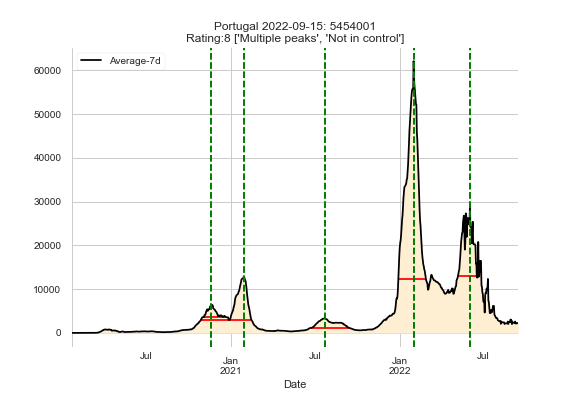 Portugal 2022-09-15: 5454001
Rating:8 ['Multiple peaks', 'Not in control']
Average-7d
60000
50000
40000
30000
20000
10000
0
Jul
Jan
2021
Jul
Jan
2022
Jul
Date